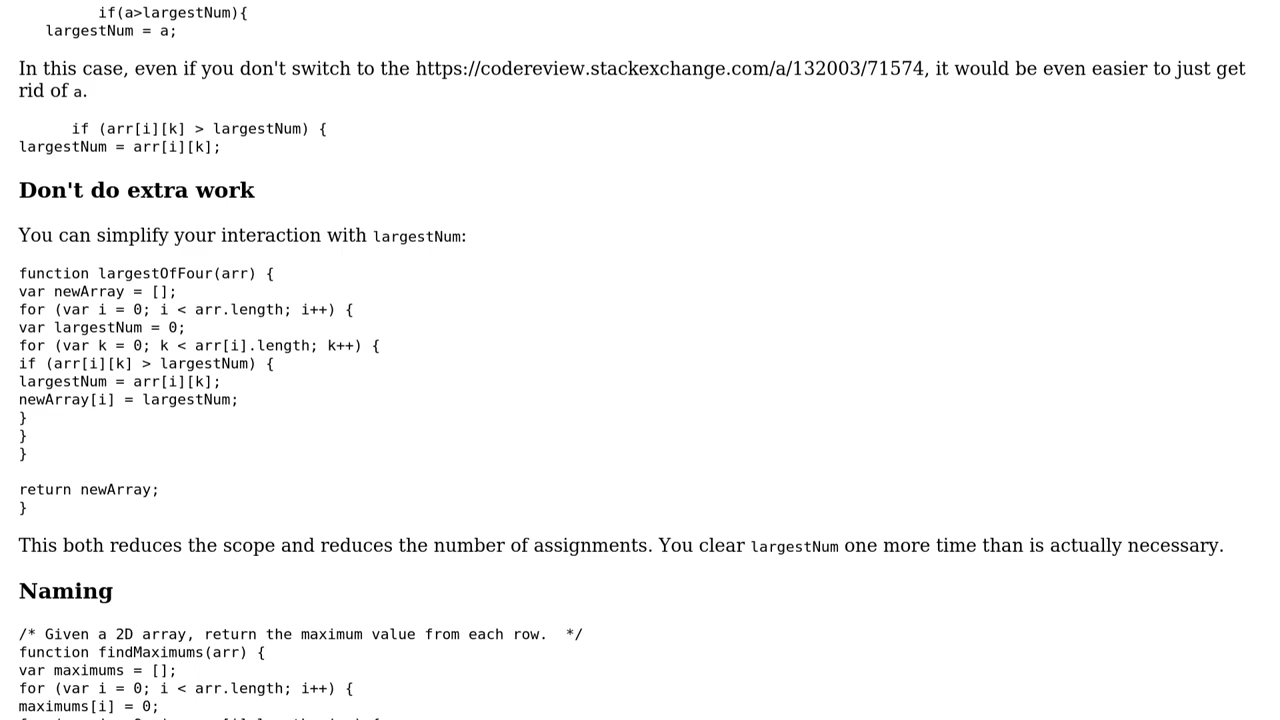 if(a>largestNum){
largestNum = a;
In this case, even if you don't switch to the https://codereview.stackexchange.com/a/132003/71574, it would be even easier to just get
rid of a.
if (arr[i][k] > largestNum) {
largestNum = arr[i][k];
Don't do extra work
You can simplify your interaction with largestNum:
function largestOfFour(arr) {
var newArray = [];
for (var i = 0; i < arr.length; i++) {
var largestNum = 0;
for (var k = 0; k < arr[i].length; k++) {
if (arr[i][k] > largestNum) {
largestNum = arr[i][k];
newArray[i] = largestNum;
}
}
}
return newArray;
}
This both reduces the scope and reduces the number of assignments. You clear largestNum one more time than is actually necessary.
Naming
/* Given a 2D array, return the maximum value from each row.  */
function findMaximums(arr) {
var maximums = [];
for (var i = 0; i < arr.length; i++) {
maximums[i] = 0;